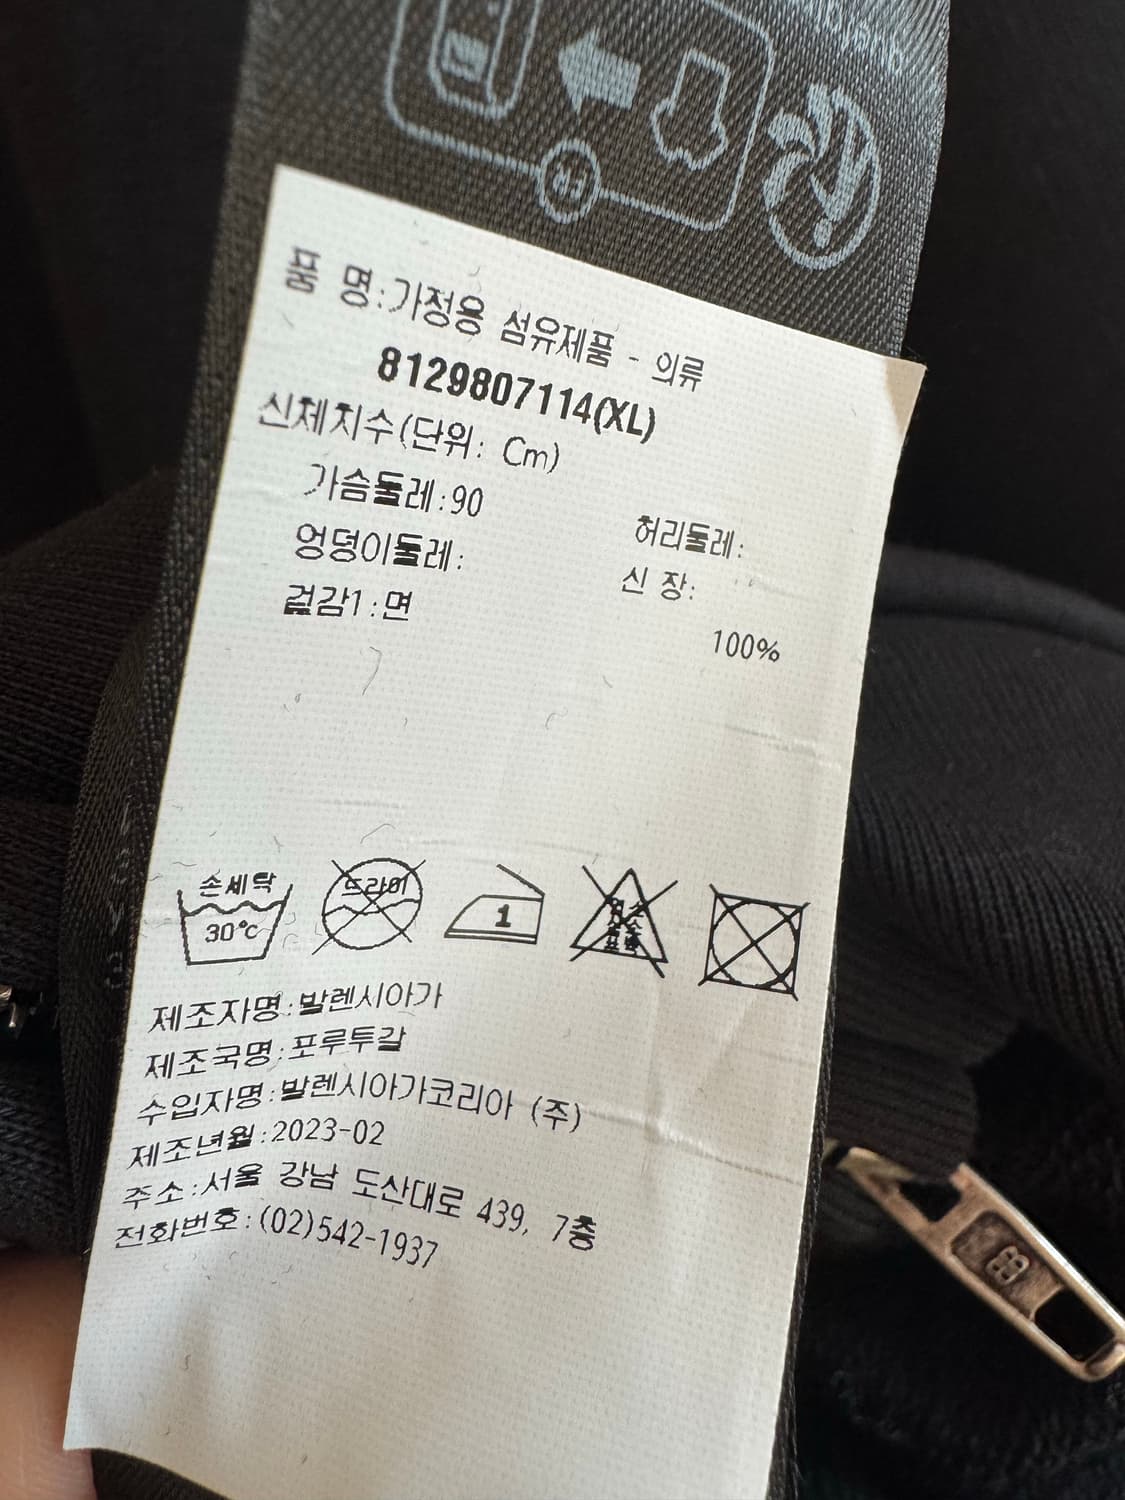 품 명:가정용 섬유제품 - 의류
8129807114(XL)
신체치수(단위: Cm)
가슴둘레:90 허리둘레:
엉덩이둘레: 신 장:
겉감1:면 100%
손세탁
30℃
드라이
1
제조자명:발렌시아가
제조국명:포루투갈
수입자명:발렌시아가코리아 (주)
제조년월:2023-02
주소:서울 강남 도산대로 439, 7층
전화번호:(02)542-1937